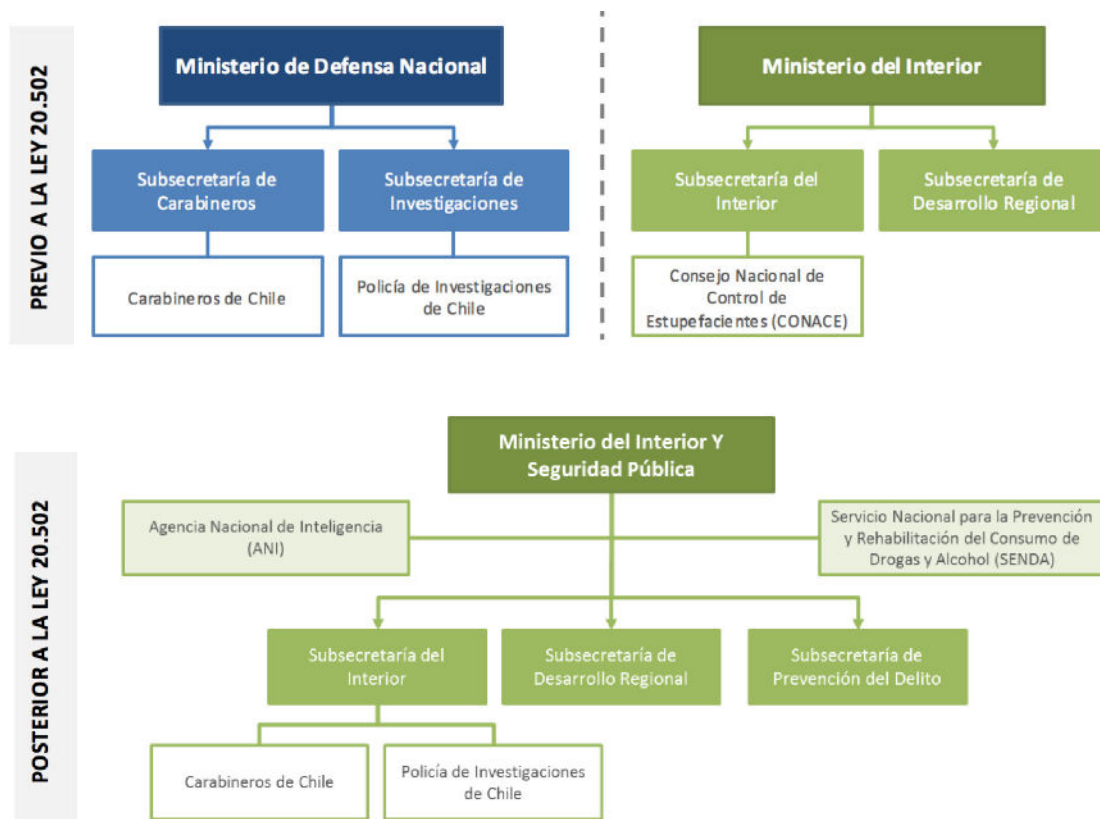 PREVIO A LA LEY 20.502
Ministerio de Defensa Nacional
Ministerio del Interior
Subsecretaría de
Carabineros
Subsecretaría de
Investigaciones
Subsecretaría del
Interior
Subsecretaría de
Desarrollo Regional
Carabineros de Chile
Policía de Investigaciones
de Chile
Consejo Nacional de
Control de
Estupefacientes (CONACE)
POSTERIOR A LA LEY 20.502
Ministerio del Interior Y
Seguridad Pública
Agencia Nacional de Inteligencia
(ANI)
Servicio Nacional para la Prevención
y Rehabilitación del Consumo de
Drogas y Alcohol (SENDA)
Subsecretaría del
Interior
Subsecretaría de
Desarrollo Regional
Subsecretaría de
Prevención del Delito
Carabineros de Chile
Policía de Investigaciones
de Chile